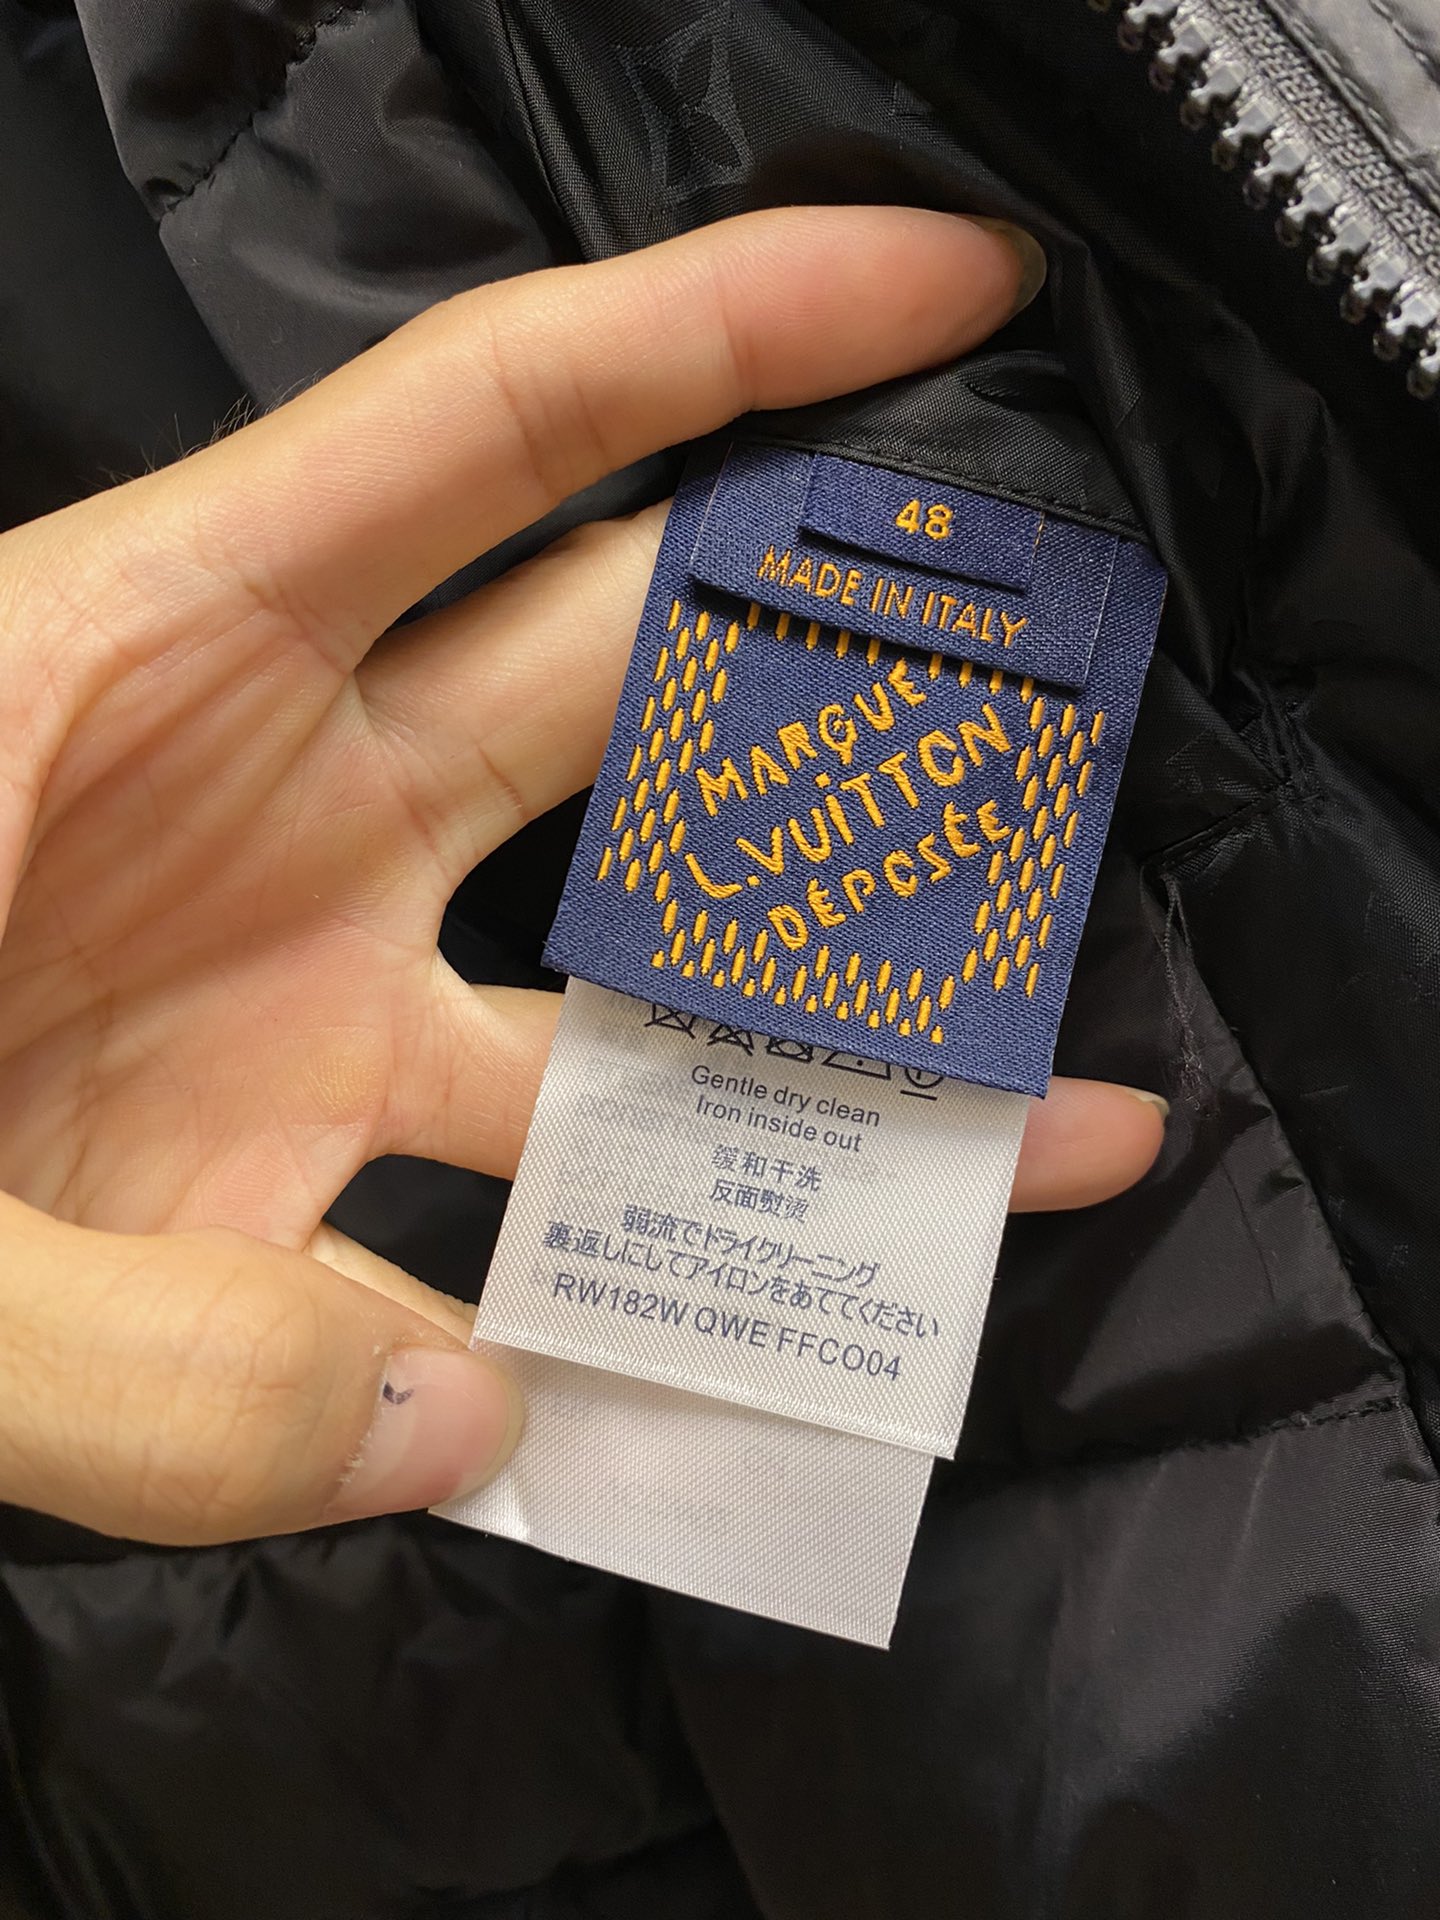 48
MADE IN ITALY
MARQUE
L.VUITTON
DÉPOSÉE
Gentle dry clean
Iron inside out
缓和干洗
反面熨烫
弱流でドライクリーニング
裏返しにしてアイロンをあててください
RW182W QWE FFCO04